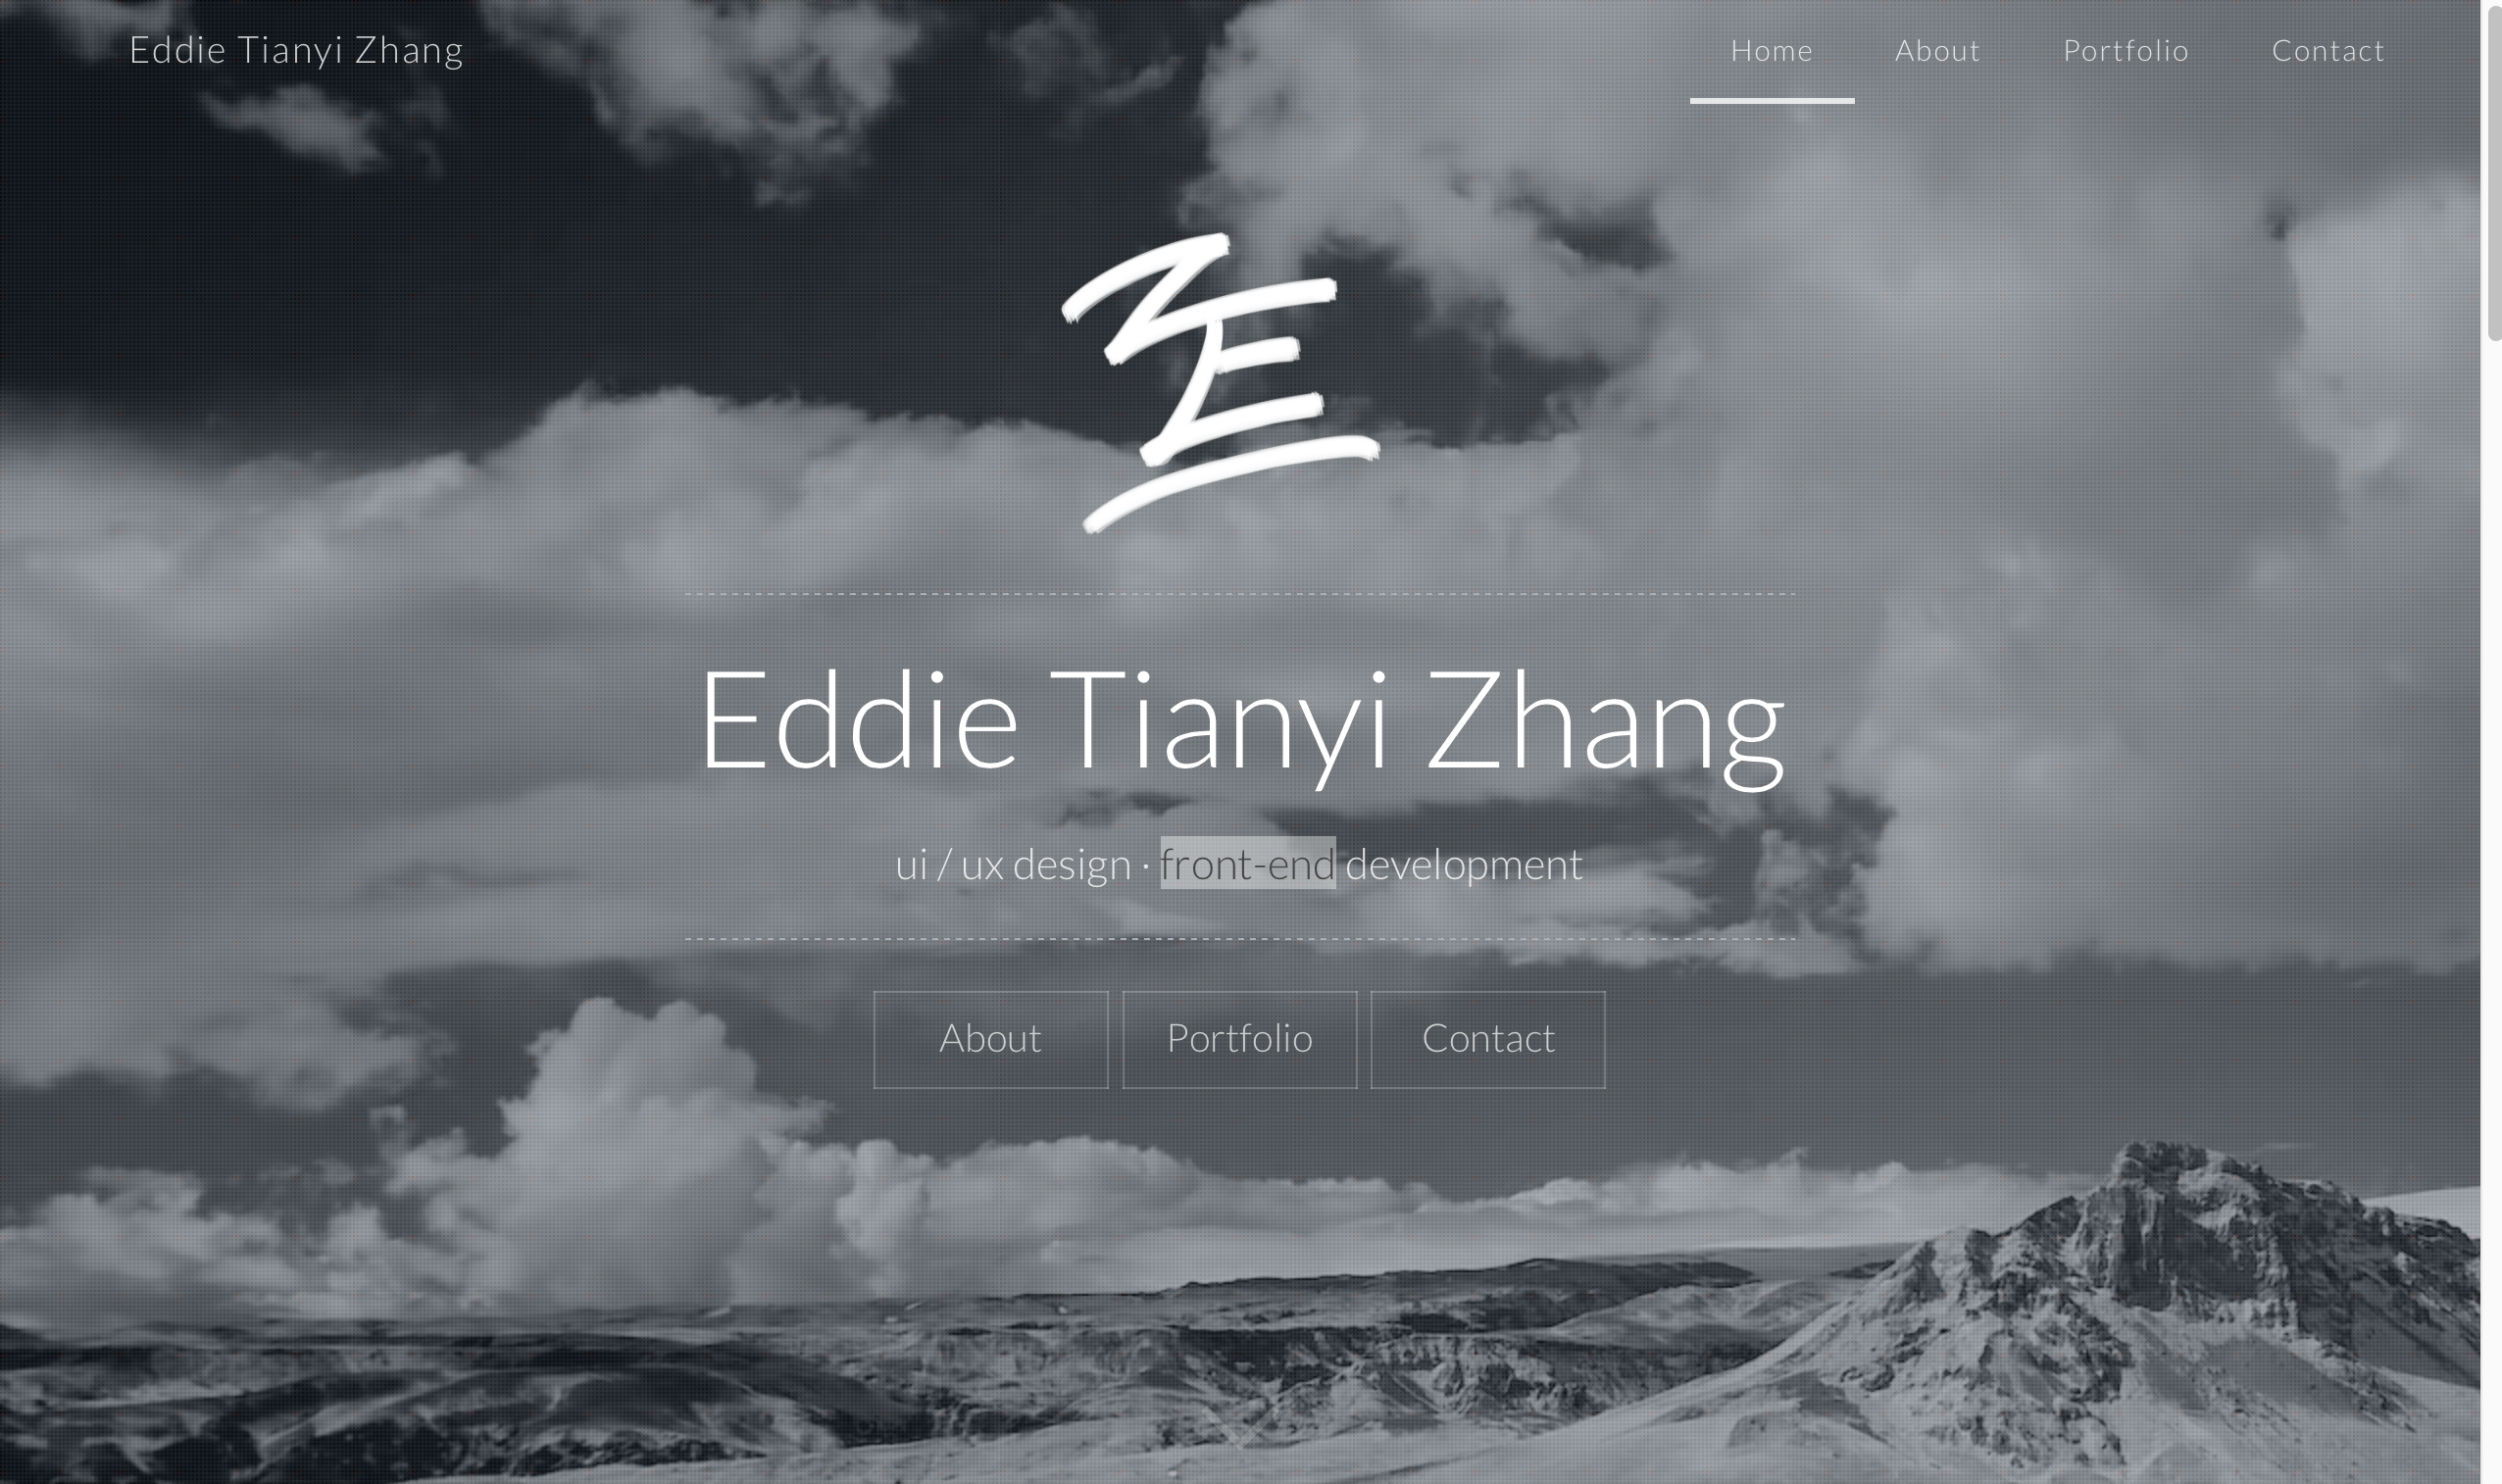 Eddie Tianyi Zhang
Home About Portfolio Contact
Eddie Tianyi Zhang
ui / ux design · front-end development
About Portfolio Contact